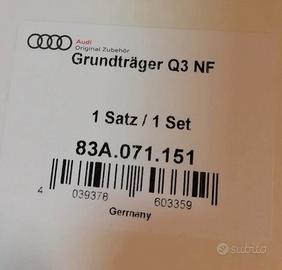 Audi
Original Zubehör
Grundträger Q3 NF
1 Satz / 1 Set
83A.071.151
4 039378 603359
Germany
subito